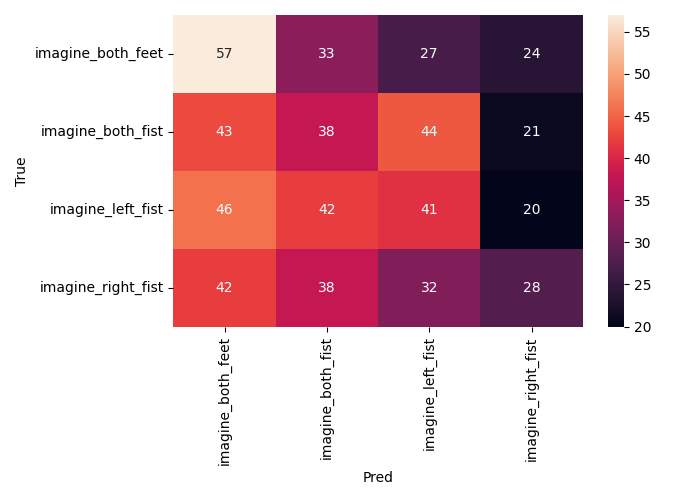 imagine_both_feet 57 33 27 24
imagine_both_fist 43 38 44 21
imagine_left_fist 46 42 41 20
imagine_right_fist 42 38 32 28
True
imagine_both_feet
imagine_both_fist
imagine_left_fist
imagine_right_fist
Pred
55
50
45
40
35
30
25
20